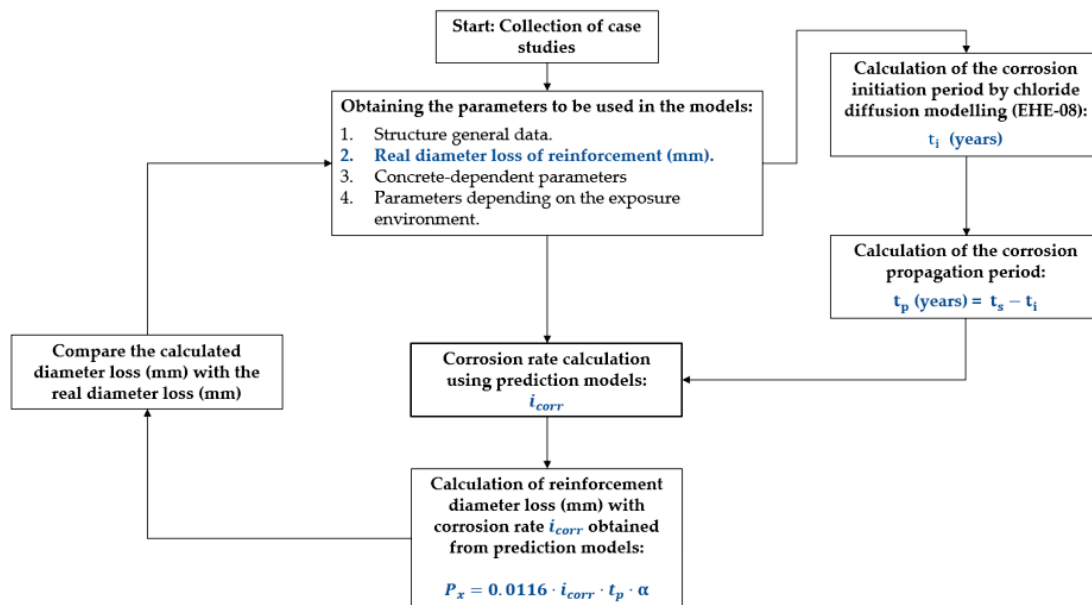 Start: Collection of case
studies
Obtaining the parameters to be used in the models:
1. Structure general data.
2. Real diameter loss of reinforcement (mm).
3. Concrete-dependent parameters
4. Parameters depending on the exposure
environment.
Calculation of the corrosion
initiation period by chloride
diffusion modelling (EHE-08):
tᵢ (years)
Calculation of the corrosion
propagation period:
tₚ (years) = tₛ − tᵢ
Corrosion rate calculation
using prediction models:
i_corr
Calculation of reinforcement
diameter loss (mm) with
corrosion rate i_corr obtained
from prediction models:
Pₓ = 0.0116 · i_corr · tₚ · α
Compare the calculated
diameter loss (mm) with the
real diameter loss (mm)